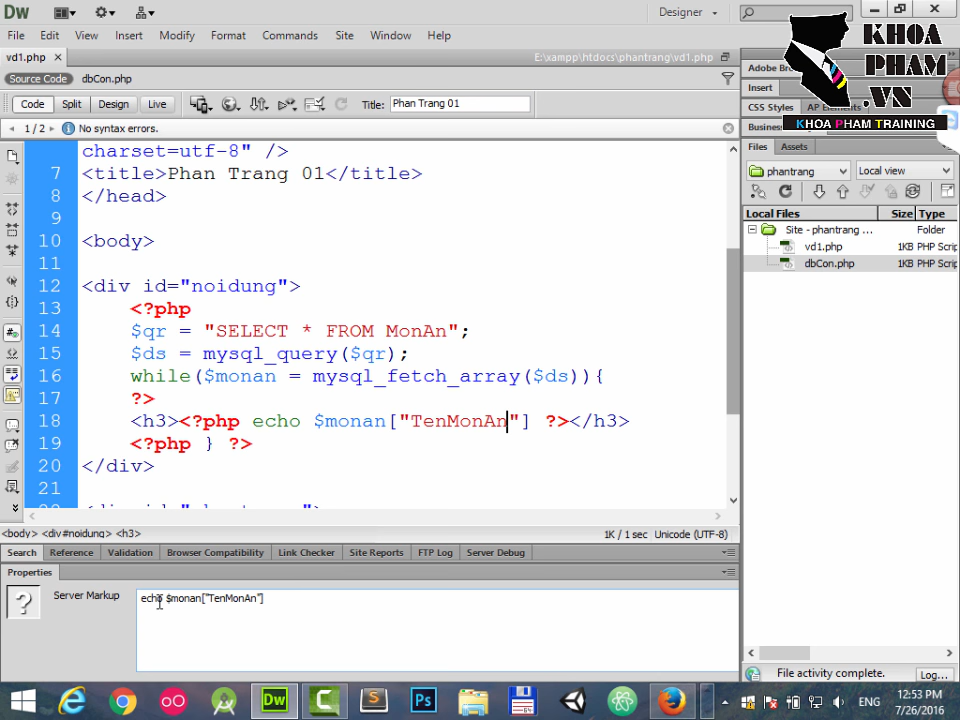 Dw
Designer
KHOA
PHAM
.VN
KHOA PHAM TRAINING
File Edit View Insert Modify Format Commands Site Window Help
vd1.php
E:\xampp\htdocs\phantrang\vd1.php
Source Code dbCon.php
Code Split Design Live Title: Phan Trang 01
1 / 2 No syntax errors.
charset=utf-8" />
7 <title>Phan Trang 01</title>
8 </head>
9
10 <body>
11
12 <div id="noidung">
13 <?php
14 $qr = "SELECT * FROM MonAn";
15 $ds = mysql_query($qr);
16 while($monan = mysql_fetch_array($ds)){
17 ?>
18 <h3><?php echo $monan["TenMonAn"] ?></h3>
19 <?php } ?>
20 </div>
21
<body> <div#noidung> <h3>
1K / 1 sec Unicode (UTF-8)
Search Reference Validation Browser Compatibility Link Checker Site Reports FTP Log Server Debug
Properties
Server Markup
echo $monan["TenMonAn"]
Insert
CSS Styles AP Elements
Files Assets
phantrang Local view
Local Files Size Type
Site - phantrang ... Folder
vd1.php 1KB PHP Scrip
dbCon.php 1KB PHP Scrip
File activity complete. Log...
Dw
S
Ps
ENG
12:53 PM
7/26/2016